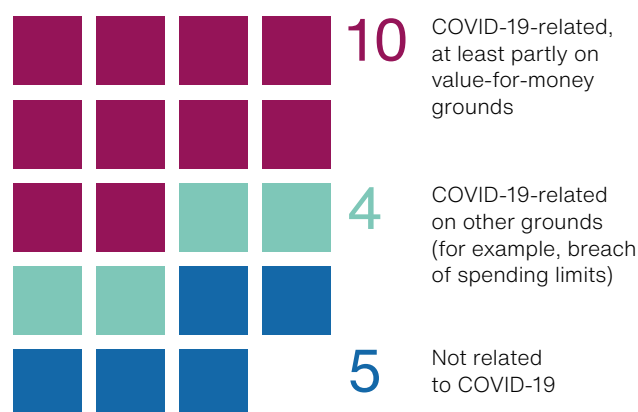 10
COVID-19-related,
at least partly on
value-for-money
grounds
4
COVID-19-related
on other grounds
(for example, breach
of spending limits)
5
Not related
to COVID-19